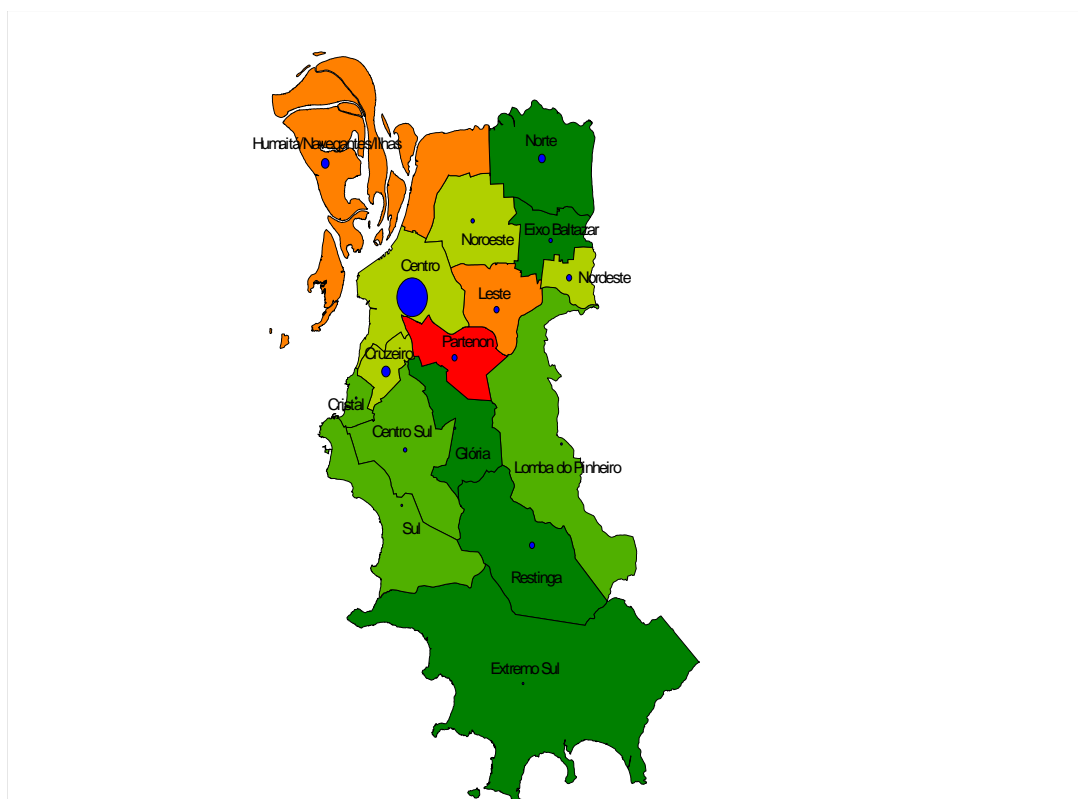 Norte
Humaitá/Navegantes/Ilhas
Eixo Baltazar
Noroeste
Centro
Nordeste
Leste
Partenon
Cruzeiro
Cristal
Centro Sul
Glória
Lomba do Pinheiro
Sul
Restinga
Extremo Sul